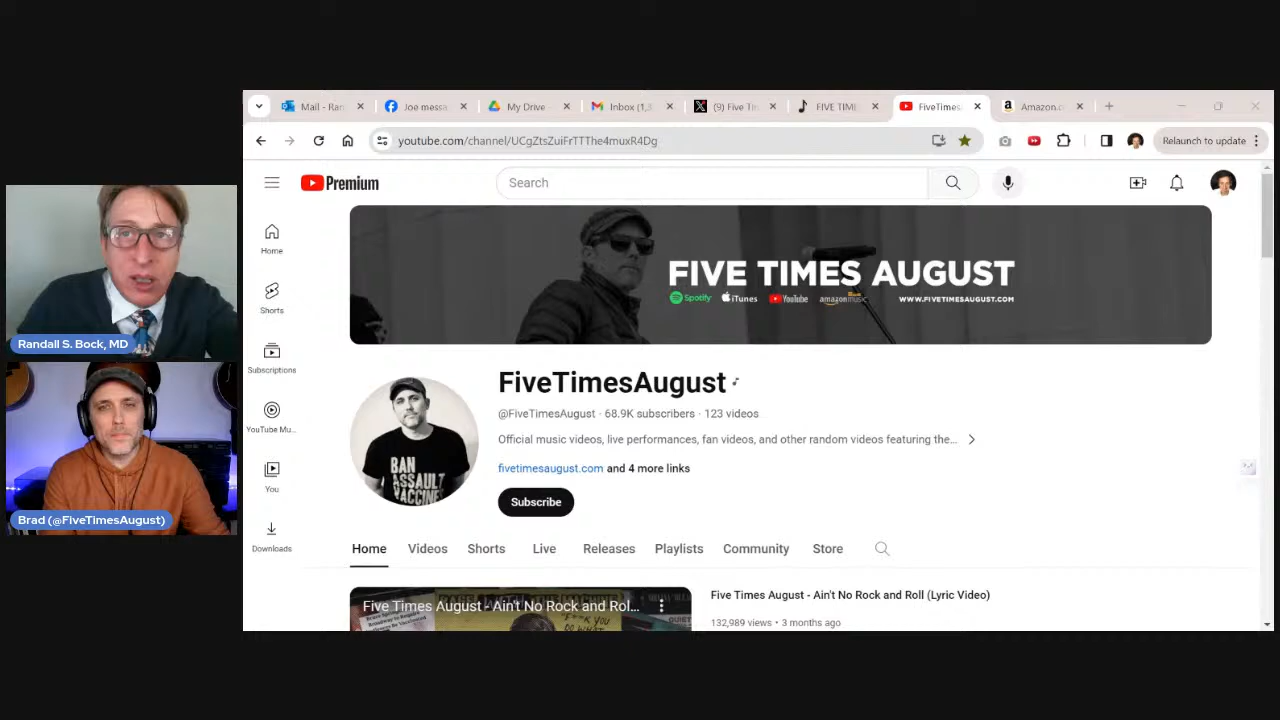 Mail - Ran
Joe messa
My Drive -
Inbox (1,3
(9) Five Tim
FIVE TIME
FiveTimes
Amazon.c
youtube.com/channel/UCgZtsZuiFrTTThe4muxR4Dg
Relaunch to update
Premium
Search
Home
Shorts
Subscriptions
YouTube Mu...
You
Downloads
FIVE TIMES AUGUST
Spotify iTunes YouTube amazon music WWW.FIVETIMESAUGUST.COM
BAN
ASSAULT
VACCINE
FiveTimesAugust
@FiveTimesAugust · 68.9K subscribers · 123 videos
Official music videos, live performances, fan videos, and other random videos featuring the...
fivetimesaugust.com and 4 more links
Subscribe
Home Videos Shorts Live Releases Playlists Community Store
Five Times August - Ain't No Rock and Rol...
Five Times August - Ain't No Rock and Roll (Lyric Video)
132,989 views • 3 months ago
Randall S. Bock, MD
Brad (@FiveTimesAugust)